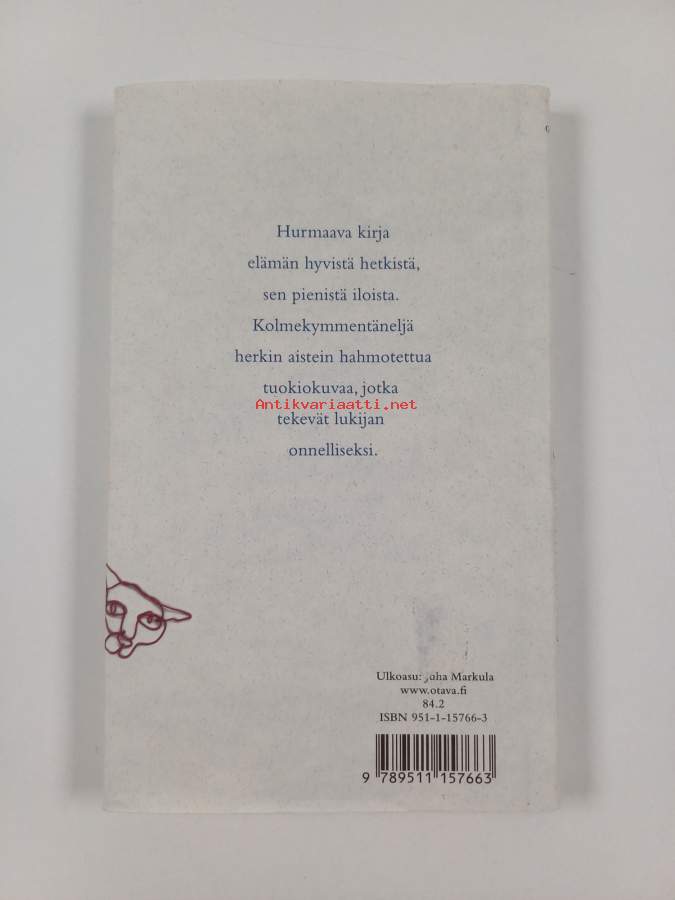 Hurmaava kirja
elämän hyvistä hetkistä,
sen pienistä iloista.
Kolmekymmentäneljä
herkin aistein hahmotettua
tuokiokuvaa, jotka
Antikvariaatti.net
tekevät lukijan
onnelliseksi.
Ulkoasu: Juha Markula
www.otava.fi
84.2
ISBN 951-1-15766-3
9 789511 157663